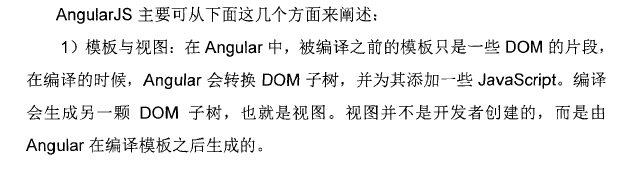 AngularJS 主要可从下面这几个方面来阐述：
1）模板与视图：在 Angular 中，被编译之前的模板只是一些 DOM 的片段，
在编译的时候，Angular 会转换 DOM 子树，并为其添加一些 JavaScript。编译
会生成另一颗 DOM 子树，也就是视图。视图并不是开发者创建的，而是由
Angular 在编译模板之后生成的。